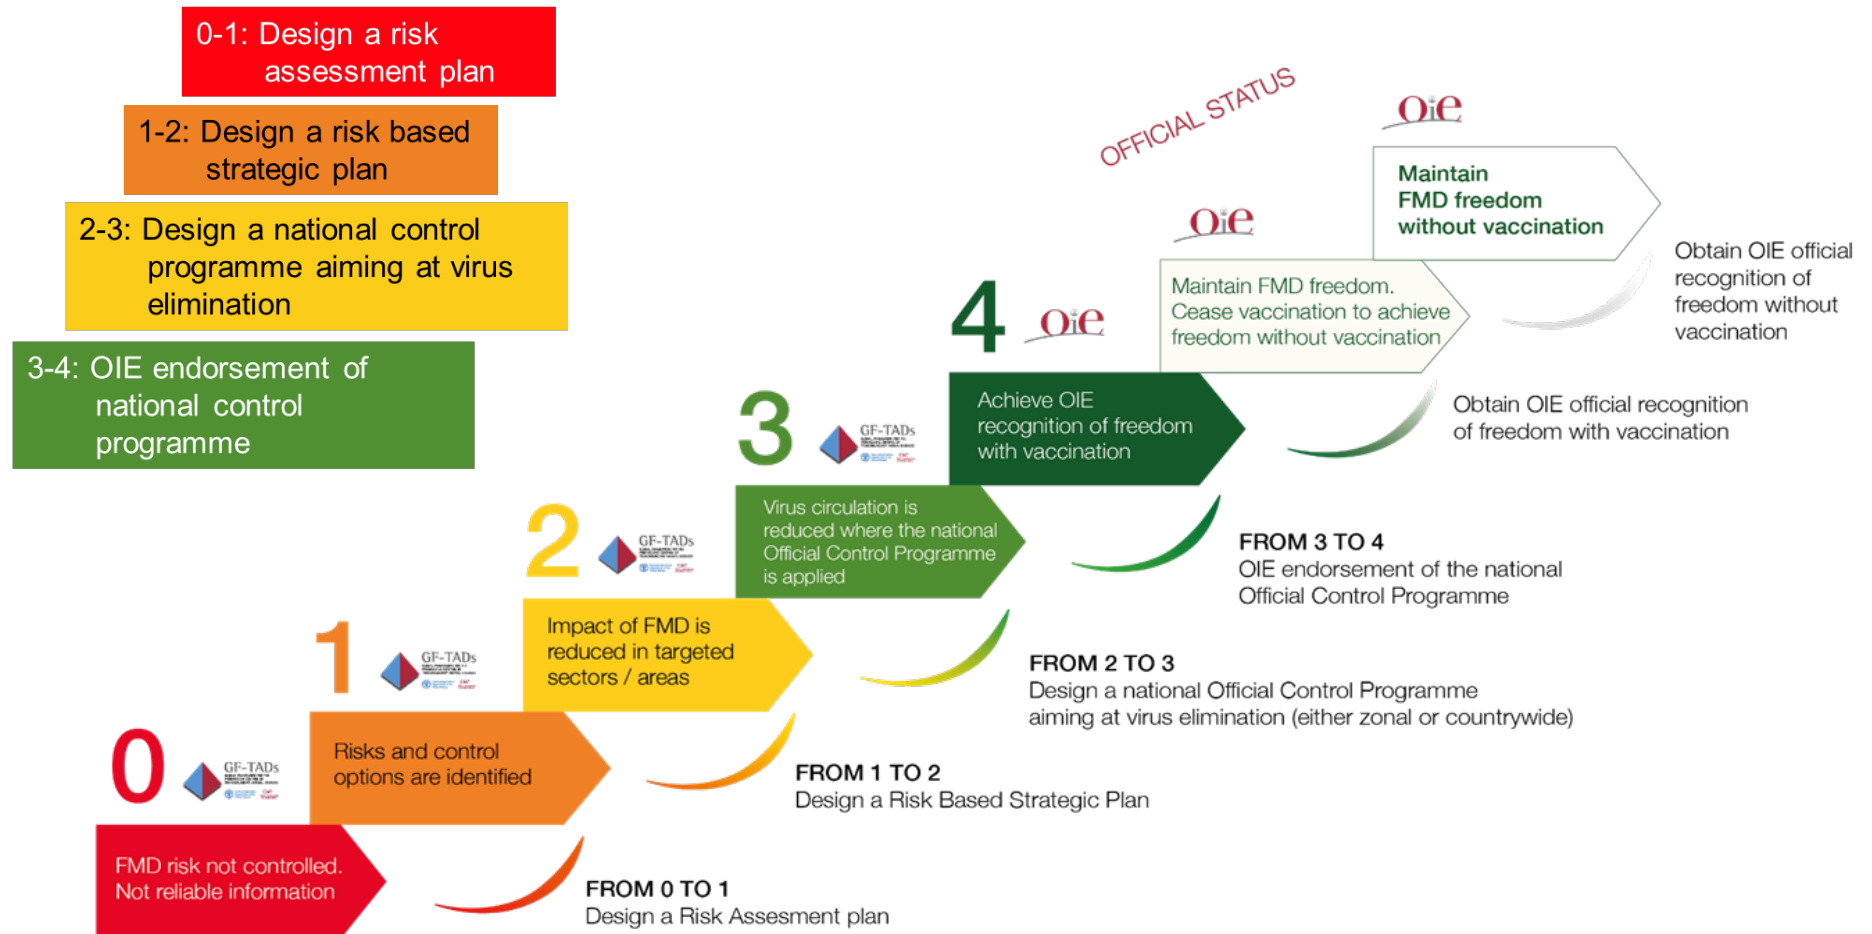 0-1: Design a risk
assessment plan
1-2: Design a risk based
strategic plan
2-3: Design a national control
programme aiming at virus
elimination
3-4: OIE endorsement of
national control
programme
OFFICIAL STATUS
OiE
Maintain
FMD freedom
without vaccination
Obtain OIE official
recognition of
freedom without
vaccination
OiE
Maintain FMD freedom.
Cease vaccination to achieve
freedom without vaccination
Obtain OIE official recognition
of freedom with vaccination
4
OiE
Achieve OIE
recognition of freedom
with vaccination
3
GF-TADs
Virus circulation is
reduced where the national
Official Control Programme
is applied
FROM 3 TO 4
OIE endorsement of the national
Official Control Programme
2
GF-TADs
Impact of FMD is
reduced in targeted
sectors / areas
FROM 2 TO 3
Design a national Official Control Programme
aiming at virus elimination (either zonal or countrywide)
1
GF-TADs
Risks and control
options are identified
FROM 1 TO 2
Design a Risk Based Strategic Plan
0
GF-TADs
FMD risk not controlled.
Not reliable information
FROM 0 TO 1
Design a Risk Assesment plan